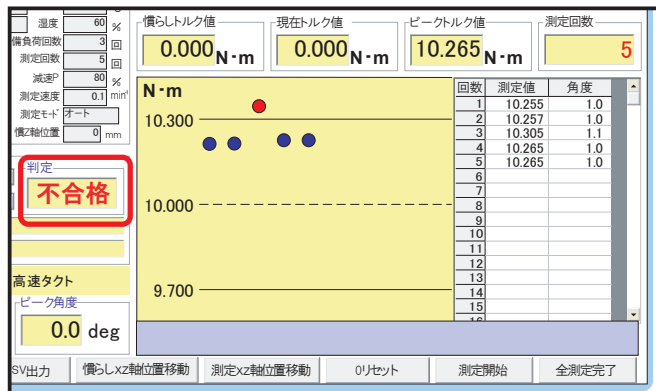 湿度 60 %
備負荷回数 3 回
測定回数 5 回
減速P 80 %
測定速度 0.1 min¹
測定モード オート
慣Z軸位置 0 mm
判定
不合格
高速タクト
ピーク角度
0.0 deg
慣らしトルク値
0.000 N・m
現在トルク値
0.000 N・m
ピークトルク値
10.265 N・m
測定回数
5
N・m
10.300
10.000
9.700
回数 測定値 角度
1 10.255 1.0
2 10.257 1.0
3 10.305 1.1
4 10.265 1.0
5 10.265 1.0
6
7
8
9
10
11
12
13
14
15
SV出力 慣らしxz軸位置移動 測定xz軸位置移動 0リセット 測定開始 全測定完了